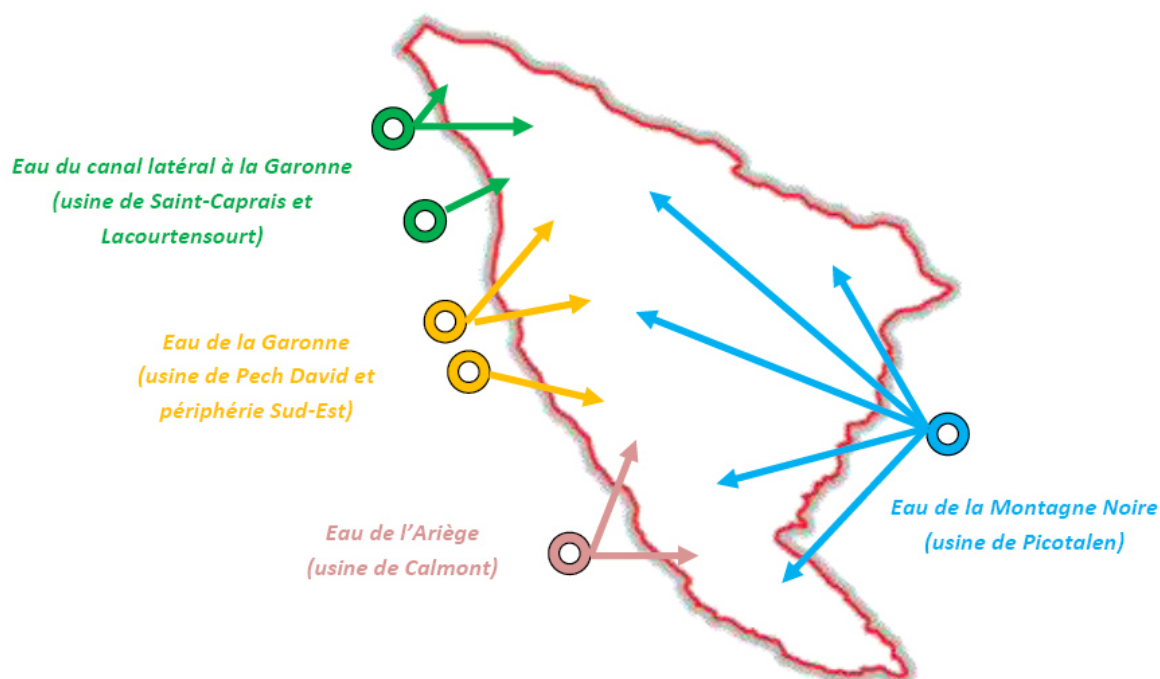 Eau du canal latéral à la Garonne
(usine de Saint-Caprais et
Lacourtensourt)
Eau de la Garonne
(usine de Pech David et
périphérie Sud-Est)
Eau de l’Ariège
(usine de Calmont)
Eau de la Montagne Noire
(usine de Picotalen)